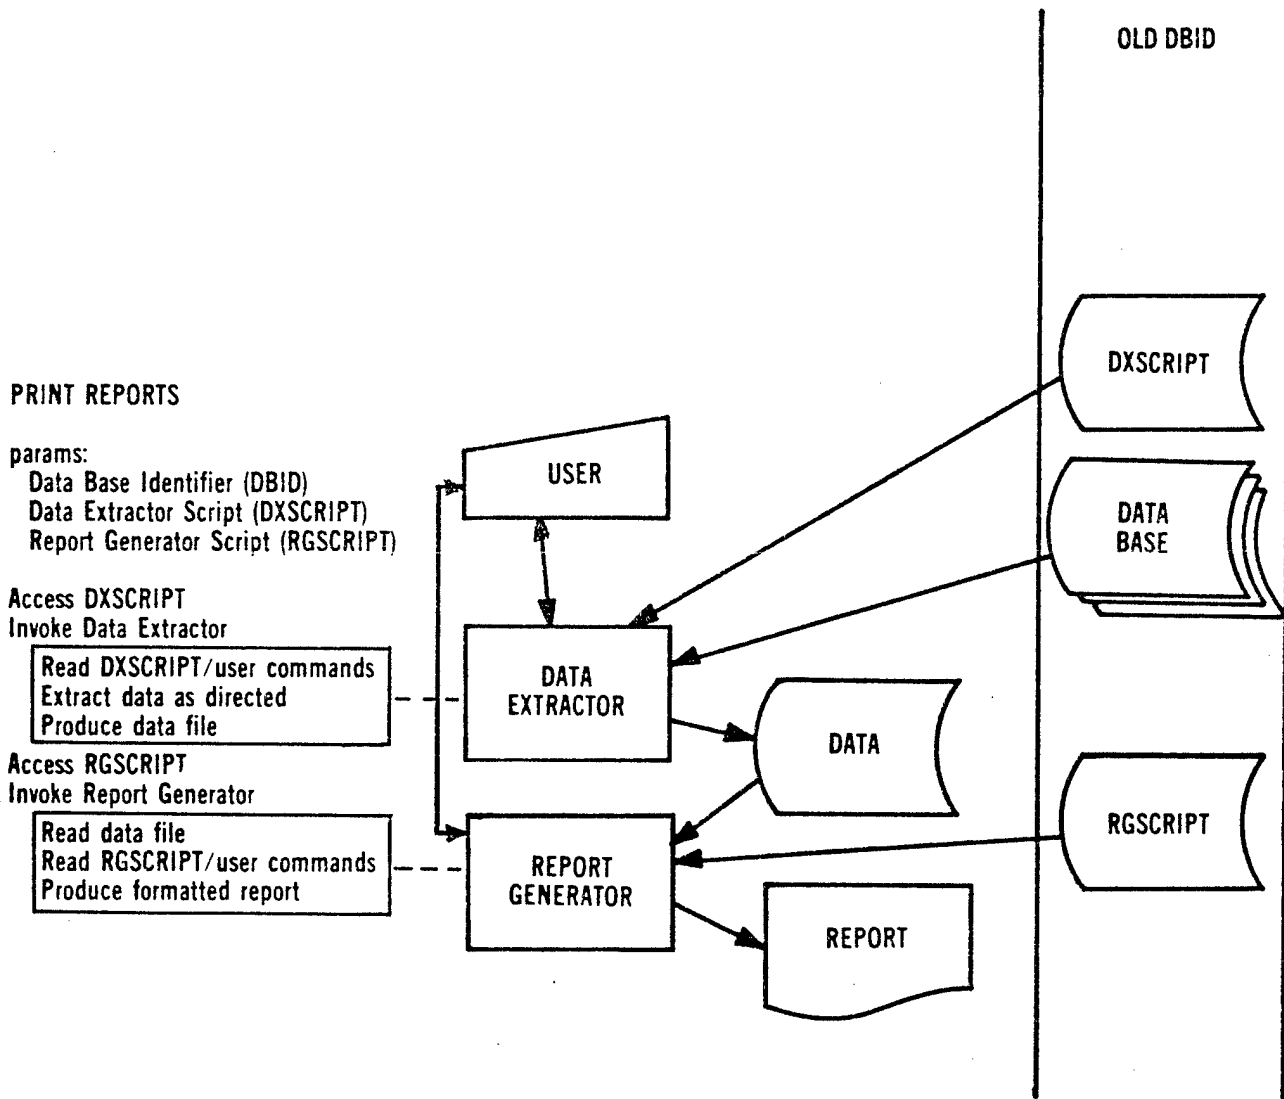 OLD DBID
DXSCRIPT
PRINT REPORTS
params:
Data Base Identifier (DBID)
Data Extractor Script (DXSCRIPT)
Report Generator Script (RGSCRIPT)
USER
DATA
BASE
Access DXSCRIPT
Invoke Data Extractor
Read DXSCRIPT/user commands
Extract data as directed
Produce data file
DATA
EXTRACTOR
DATA
Access RGSCRIPT
Invoke Report Generator
Read data file
Read RGSCRIPT/user commands
Produce formatted report
REPORT
GENERATOR
RGSCRIPT
REPORT